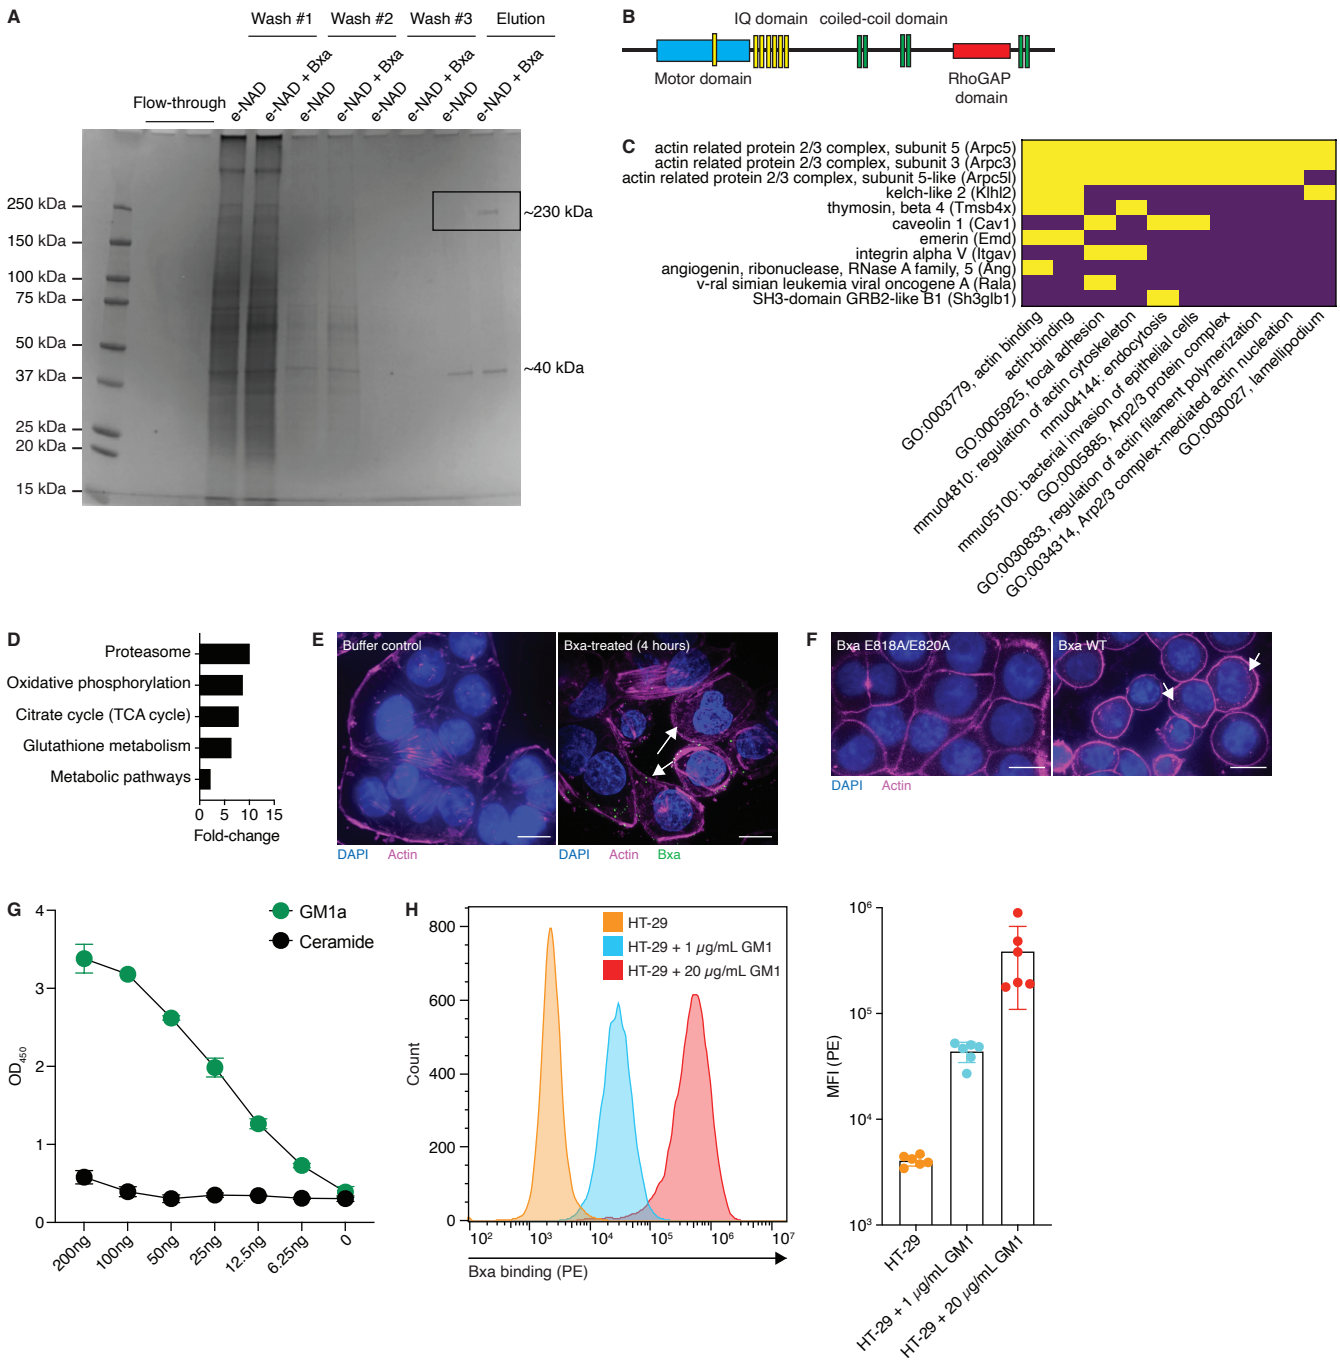 A
Wash #1 Wash #2 Wash #3 Elution
Flow-through
e-NAD
e-NAD + Bxa
e-NAD
e-NAD + Bxa
e-NAD
e-NAD + Bxa
e-NAD
e-NAD + Bxa
250 kDa
150 kDa
100 kDa
75 kDa
50 kDa
37 kDa
25 kDa
20 kDa
15 kDa
~230 kDa
~40 kDa
B
IQ domain coiled-coil domain
Motor domain
RhoGAP
domain
C
actin related protein 2/3 complex, subunit 5 (Arpc5)
actin related protein 2/3 complex, subunit 3 (Arpc3)
actin related protein 2/3 complex, subunit 5-like (Arpc5l)
kelch-like 2 (Klhl2)
thymosin, beta 4 (Tmsb4x)
caveolin 1 (Cav1)
emerin (Emd)
integrin alpha V (Itgav)
angiogenin, ribonuclease, RNase A family, 5 (Ang)
v-ral simian leukemia viral oncogene A (Rala)
SH3-domain GRB2-like B1 (Sh3glb1)
GO:0003779, actin binding
actin-binding
GO:0005925, focal adhesion
mmu04810: regulation of actin cytoskeleton
mmu04144: endocytosis
mmu05100: bacterial invasion of epithelial cells
GO:0005885, Arp2/3 protein complex
GO:0030833, regulation of actin filament polymerization
GO:0034314, Arp2/3 complex-mediated actin nucleation
GO:0030027, lamellipodium
D
Proteasome
Oxidative phosphorylation
Citrate cycle (TCA cycle)
Glutathione metabolism
Metabolic pathways
0 5 10 15
Fold-change
E
Buffer control
Bxa-treated (4 hours)
DAPI Actin
DAPI Actin Bxa
F
Bxa E818A/E820A
Bxa WT
DAPI Actin
G
GM1a
Ceramide
OD450
4
3
2
1
0
200ng
100ng
50ng
25ng
12.5ng
6.25ng
0
H
HT-29
HT-29 + 1 µg/mL GM1
HT-29 + 20 µg/mL GM1
Count
800
600
400
200
0
10² 10³ 10⁴ 10⁵ 10⁶ 10⁷
Bxa binding (PE)
MFI (PE)
10⁶
10⁵
10⁴
10³
HT-29
HT-29 + 1 µg/mL GM1
HT-29 + 20 µg/mL GM1